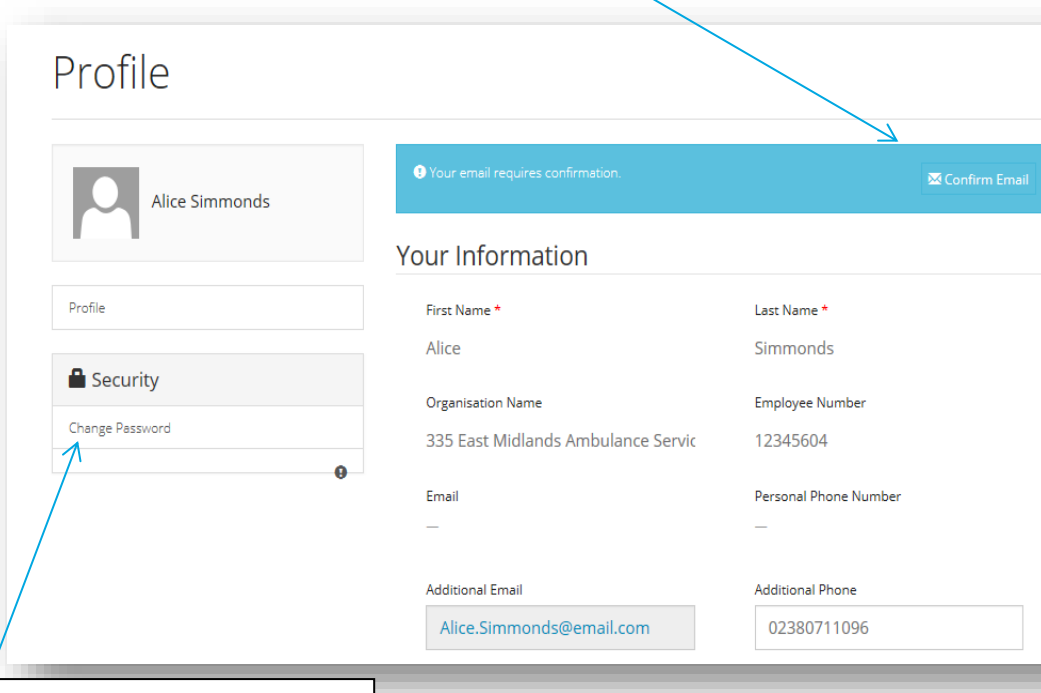 Profile
Alice Simmonds
Your email requires confirmation.
Confirm Email
Profile
Security
Change Password
Your Information
First Name *
Last Name *
Alice
Simmonds
Organisation Name
Employee Number
335 East Midlands Ambulance Servic
12345604
Email
Personal Phone Number
—
—
Additional Email
Additional Phone
Alice.Simmonds@email.com
02380711096